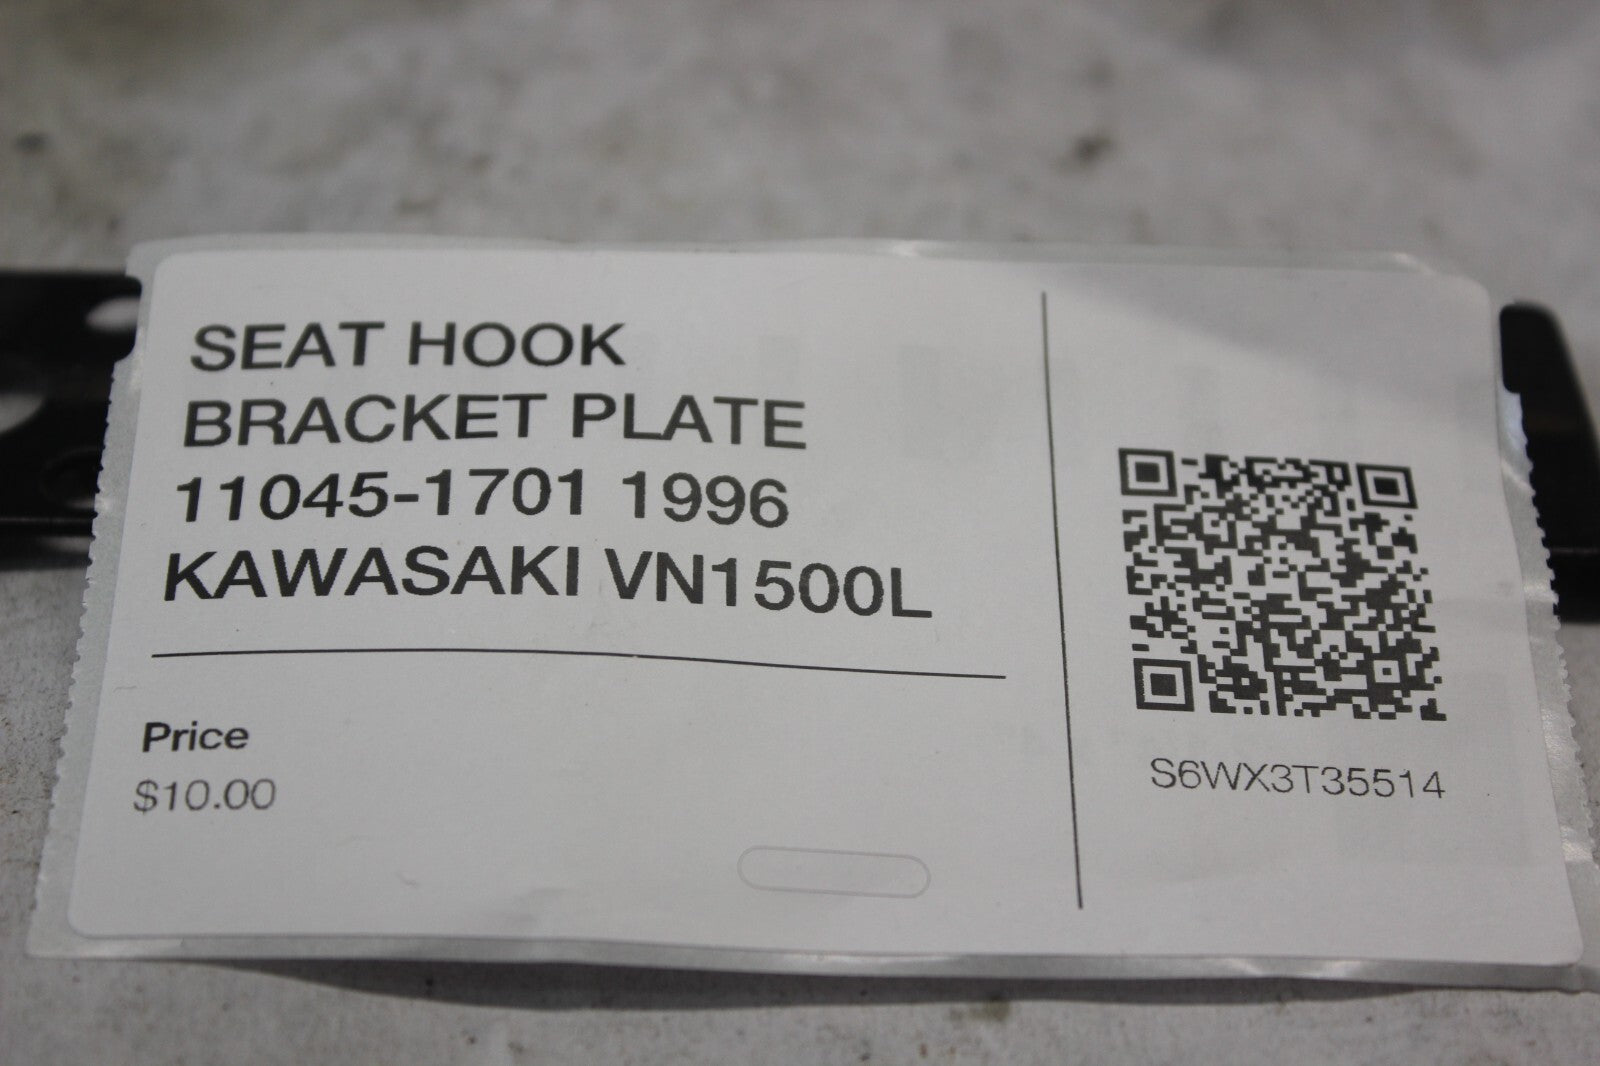 SEAT HOOK
BRACKET PLATE
11045-1701 1996
KAWASAKI VN1500L
Price
$10.00
S6WX3T35514